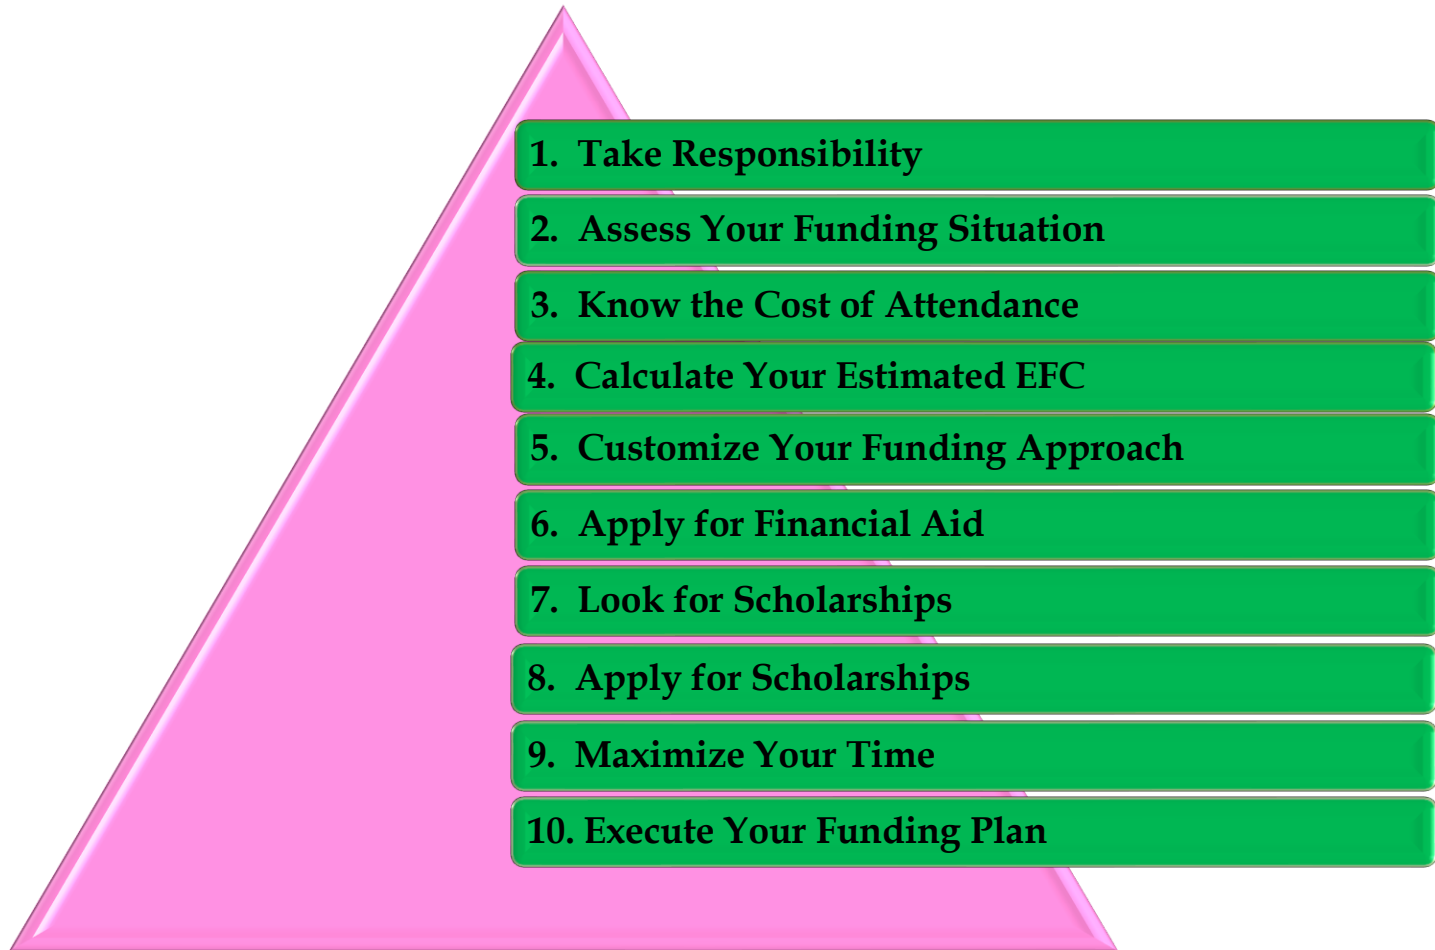 1. Take Responsibility
2. Assess Your Funding Situation
3. Know the Cost of Attendance
4. Calculate Your Estimated EFC
5. Customize Your Funding Approach
6. Apply for Financial Aid
7. Look for Scholarships
8. Apply for Scholarships
9. Maximize Your Time
10. Execute Your Funding Plan